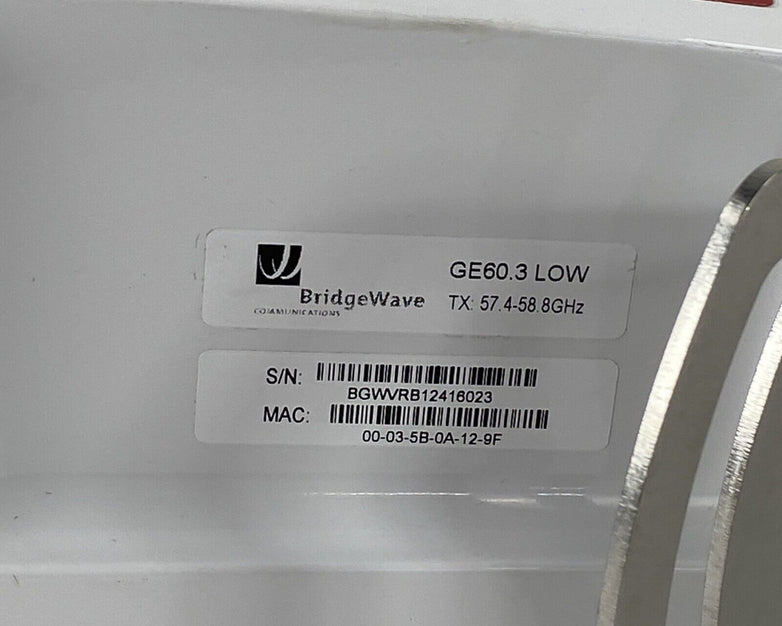 BridgeWave
COMMUNICATIONS
GE60.3 LOW
TX: 57.4-58.8GHz
S/N:
BGWVRB12416023
MAC:
00-03-5B-0A-12-9F